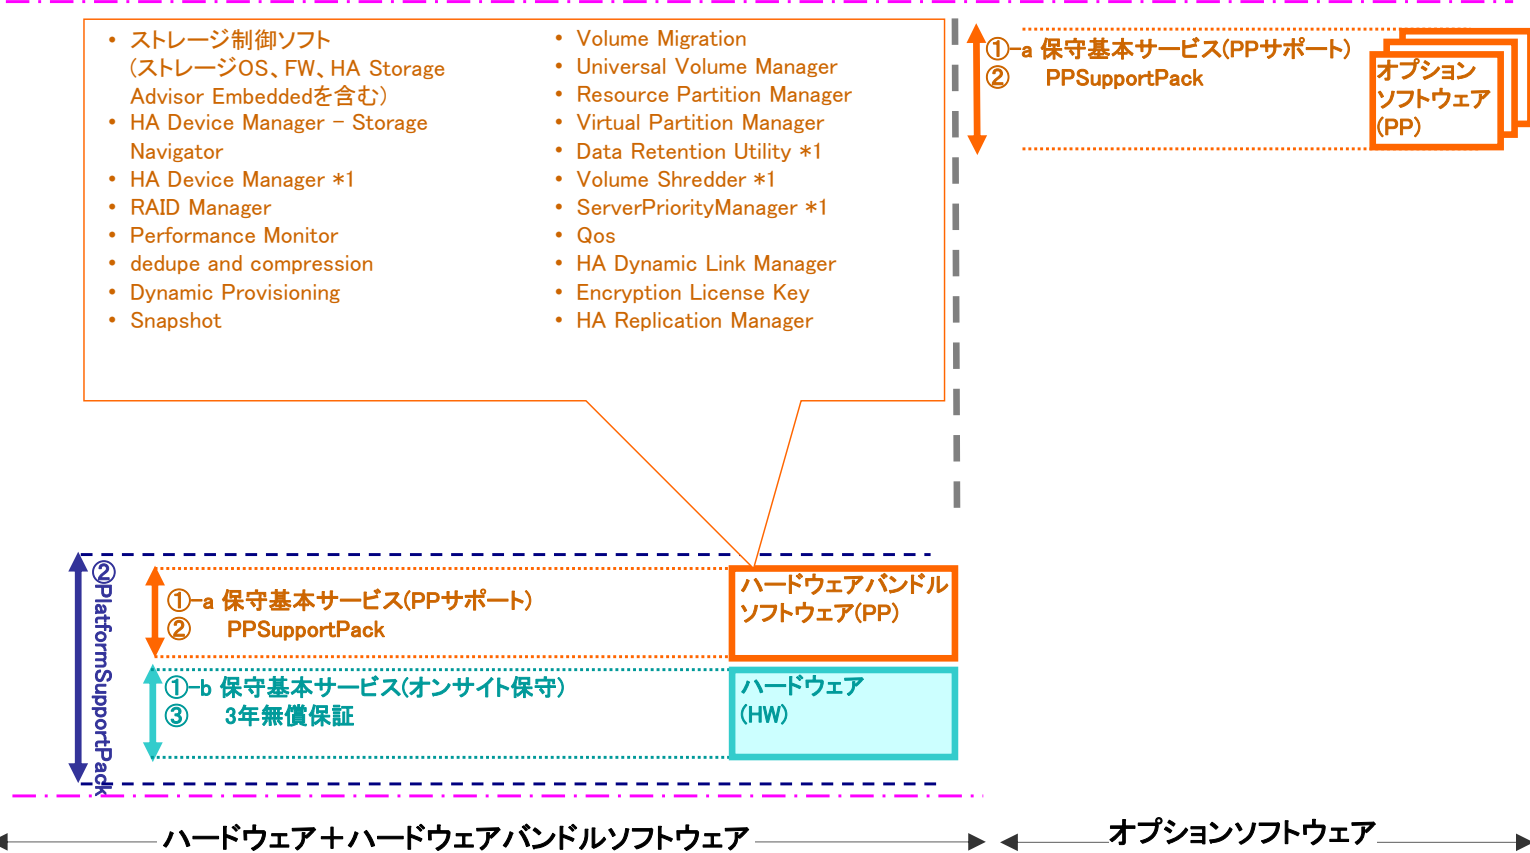 • ストレージ制御ソフト
(ストレージOS、FW、HA Storage
Advisor Embeddedを含む)
• HA Device Manager - Storage
Navigator
• HA Device Manager *1
• RAID Manager
• Performance Monitor
• dedupe and compression
• Dynamic Provisioning
• Snapshot
• Volume Migration
• Universal Volume Manager
• Resource Partition Manager
• Virtual Partition Manager
• Data Retention Utility *1
• Volume Shredder *1
• ServerPriorityManager *1
• Qos
• HA Dynamic Link Manager
• Encryption License Key
• HA Replication Manager
①-a 保守基本サービス(PPサポート)
② PPSupportPack
オプション
ソフトウェア
(PP)
②PlatformSupportPack
①-a 保守基本サービス(PPサポート)
② PPSupportPack
ハードウェアバンドル
ソフトウェア(PP)
①-b 保守基本サービス(オンサイト保守)
③ 3年無償保証
ハードウェア
(HW)
ハードウェア＋ハードウェアバンドルソフトウェア
オプションソフトウェア